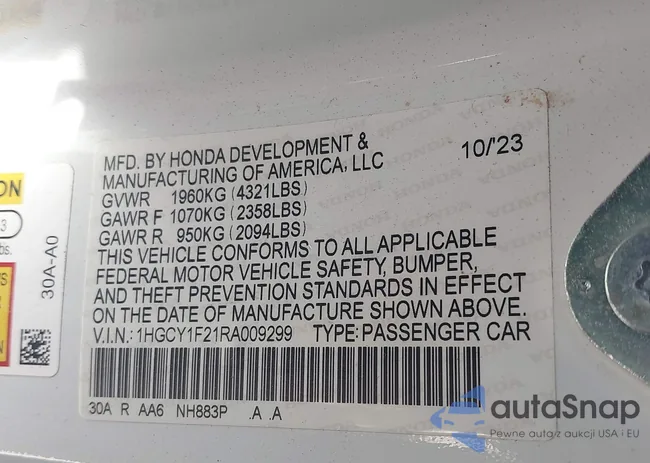 MFD. BY HONDA DEVELOPMENT &
MANUFACTURING OF AMERICA, LLC
10/'23
GVWR 1960KG (4321LBS)
GAWR F 1070KG (2358LBS)
GAWR R 950KG (2094LBS)
THIS VEHICLE CONFORMS TO ALL APPLICABLE
FEDERAL MOTOR VEHICLE SAFETY, BUMPER,
AND THEFT PREVENTION STANDARDS IN EFFECT
ON THE DATE OF MANUFACTURE SHOWN ABOVE.
V.I.N.: 1HGCY1F21RA009299 TYPE: PASSENGER CAR
30A R AA6 NH883P .A .A
30A-A0
autaSnap
Pewne auta z aukcji USA i EU